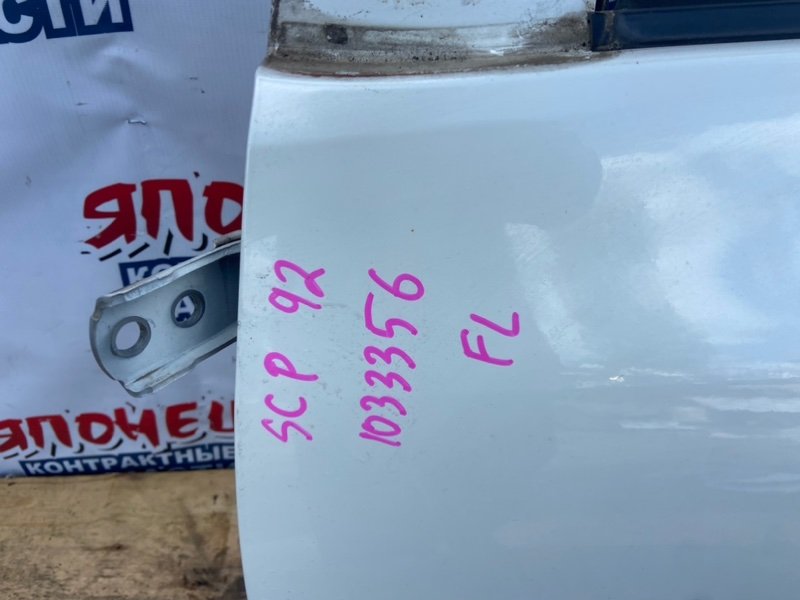 СТИ
ЯПО
КО
А
ЯПОНЕЦ
КОНТРАКТНЫЕ
SCP 92
1033356
FL